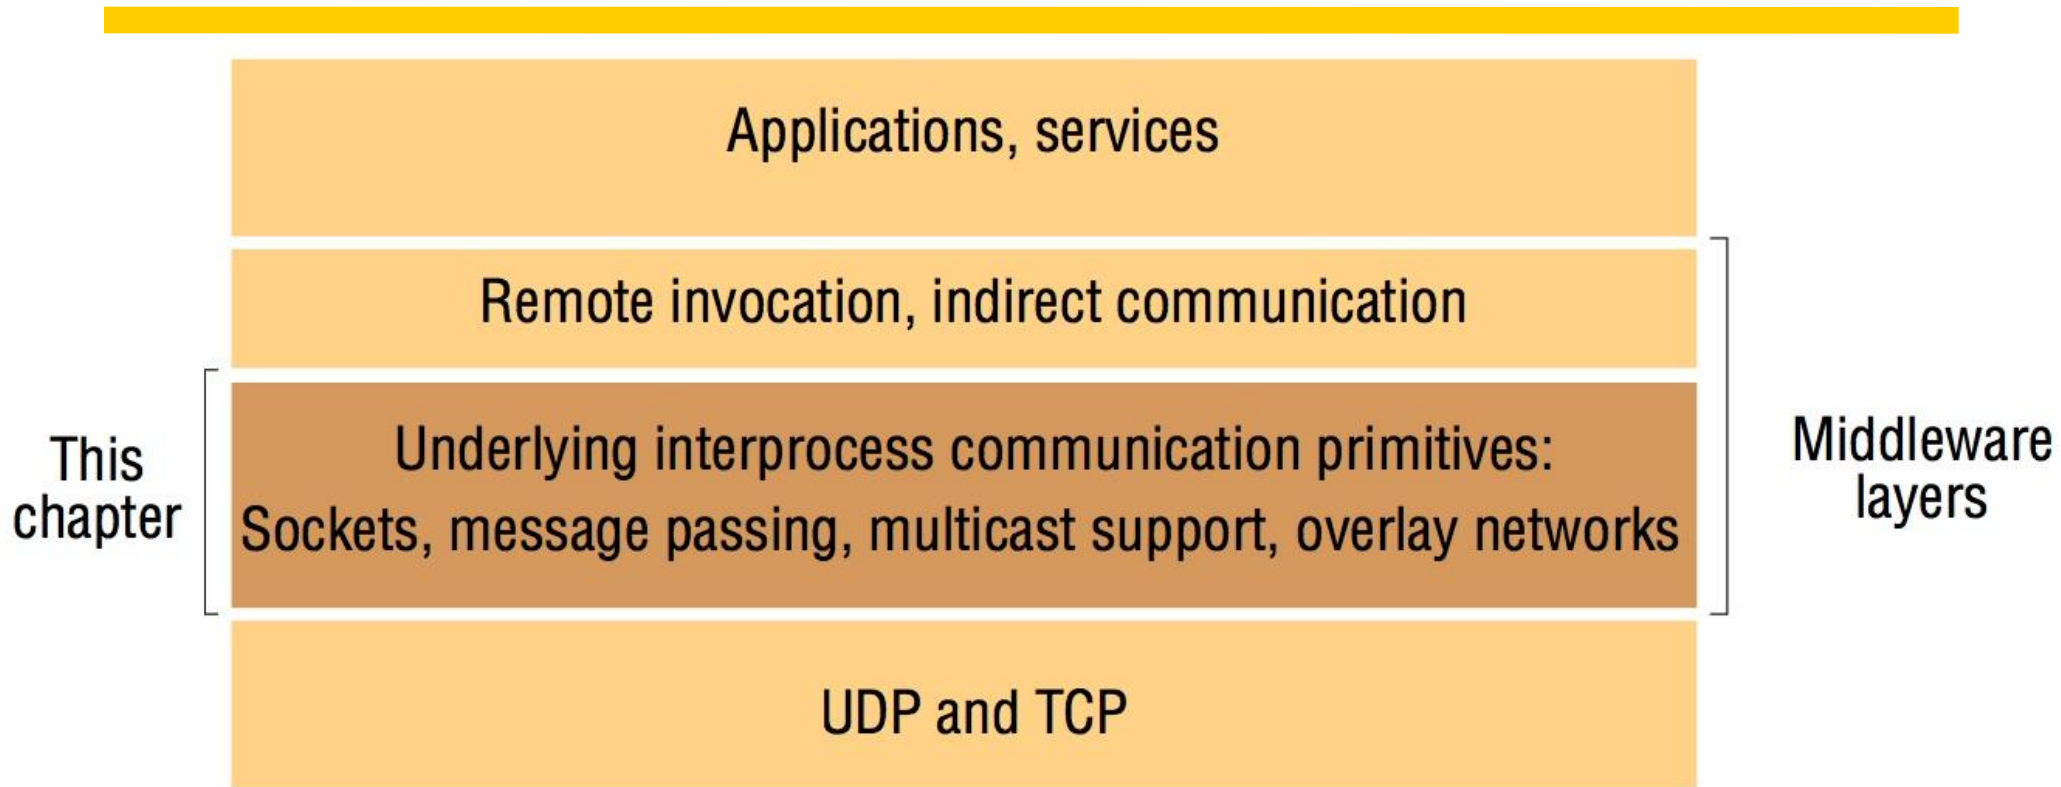 Applications, services
Remote invocation, indirect communication
This
chapter
Underlying interprocess communication primitives:
Sockets, message passing, multicast support, overlay networks
Middleware
layers
UDP and TCP